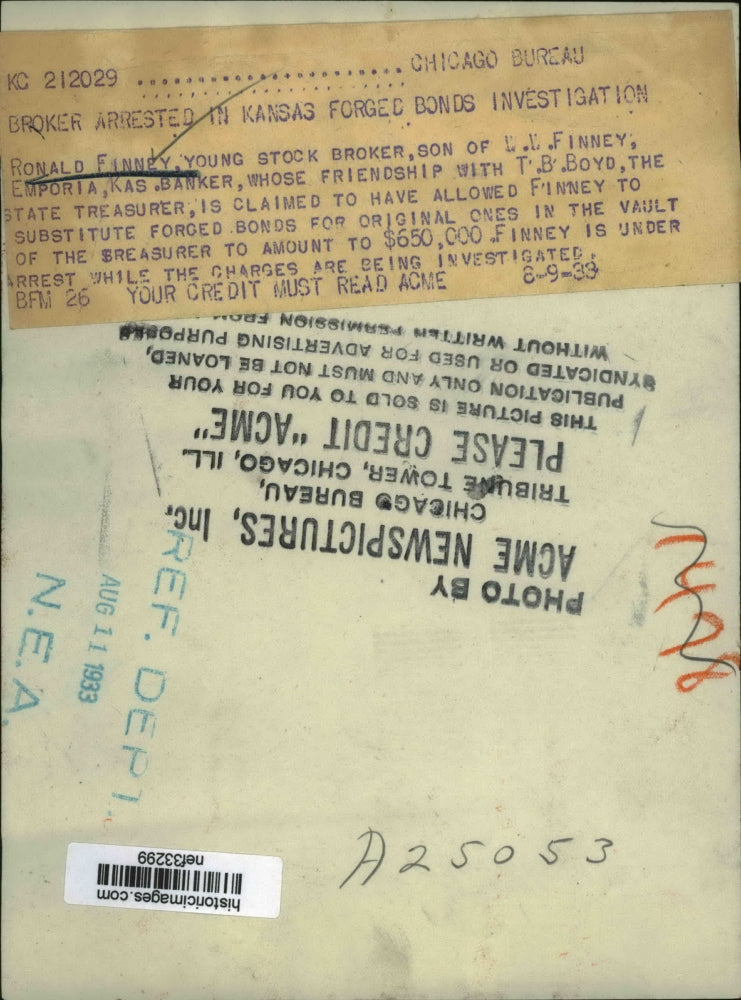 KC 212029 ........................ CHICAGO BUREAU
BROKER ARRESTED IN KANSAS FORGED BONDS INVESTIGATION
RONALD FINNEY, YOUNG STOCK BROKER, SON OF W.W.FINNEY,
EMPORIA, KAS.BANKER, WHOSE FRIENDSHIP WITH T.B.BOYD, THE
STATE TREASURER, IS CLAIMED TO HAVE ALLOWED FINNEY TO
SUBSTITUTE FORGED BONDS FOR ORIGINAL ONES IN THE VAULT
OF THE BREASURER TO AMOUNT TO $650,000.FINNEY IS UNDER
ARREST WHILE THE CHARGES ARE BEING INVESTIGATED.
BFM 26 YOUR CREDIT MUST READ ACME 8-9-33
PHOTO BY
ACME NEWSPICTURES, Inc.
CHICAGO BUREAU,
TRIBUNE TOWER, CHICAGO, ILL.
PLEASE CREDIT "ACME"
THIS PICTURE IS SOLD TO YOU FOR YOUR
PUBLICATION ONLY AND MUST NOT BE LOANED,
SYNDICATED OR USED FOR ADVERTISING PURPOSES
WITHOUT WRITTEN PERMISSION FROM
REF. DEPT.
AUG 11 1933
N.E.A.
A25053
historicimages.com
nef33299